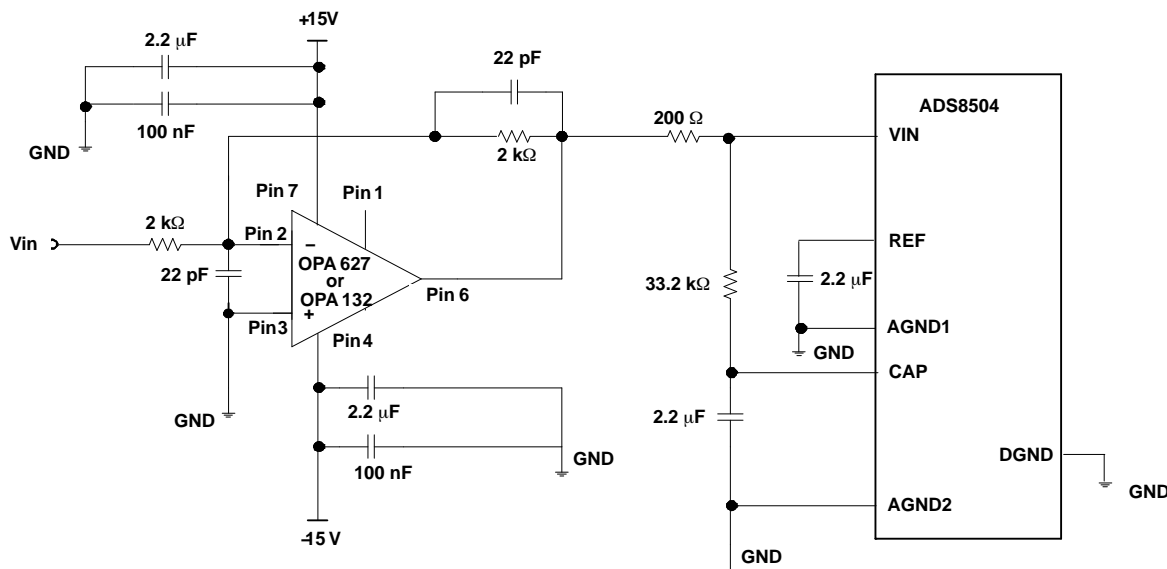 +15V
2.2 μF
22 pF
ADS8504
100 nF
200 Ω
VIN
GND
2 kΩ
Pin 7
Pin 1
2 kΩ
Vin
Pin 2
REF
−
OPA 627
or
OPA 132
+
22 pF
33.2 kΩ
2.2 μF
Pin 6
Pin3
Pin 4
AGND1
GND
CAP
GND
2.2 μF
2.2 μF
100 nF
GND
DGND
GND
AGND2
−15 V
GND